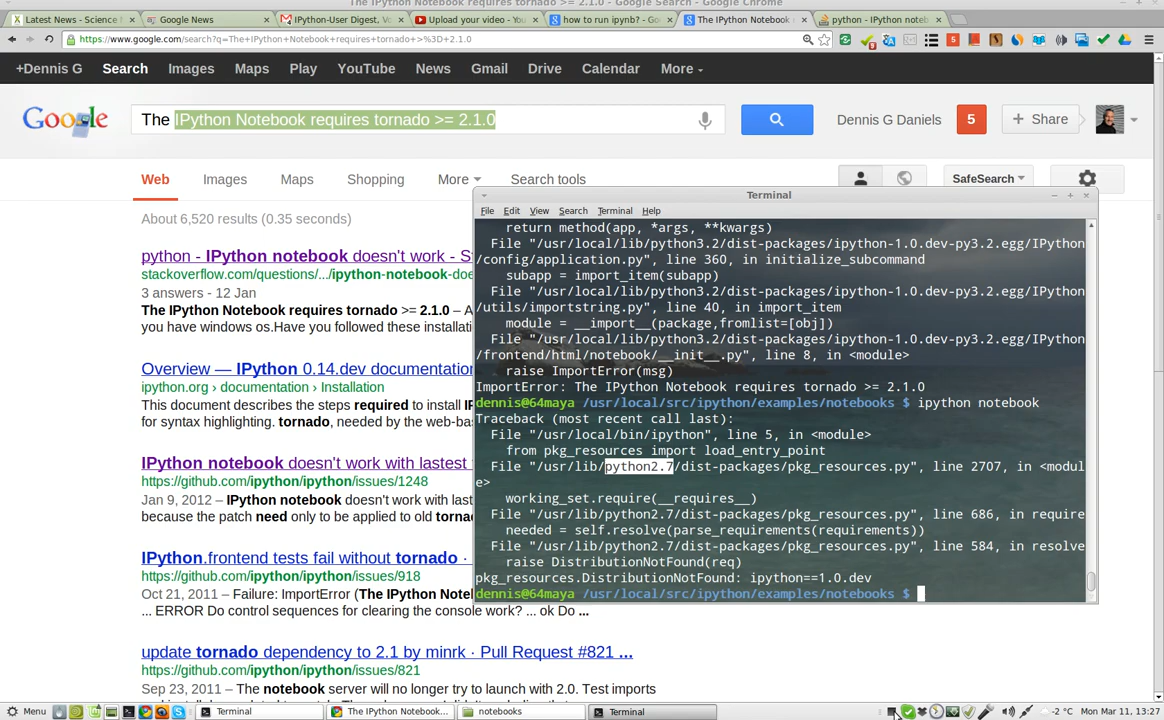 The IPython Notebook requires tornado >= 2.1.0 - Google Search - Google Chrome
Latest News - Science
Google News
IPython-User Digest, Vo
Upload your video - You
how to run ipynb? - Goo
The IPython Notebook
python - IPython noteb
https://www.google.com/search?q=The+IPython+Notebook+requires+tornado+>%3D+2.1.0
+Dennis G Search Images Maps Play YouTube News Gmail Drive Calendar More
Google
The IPython Notebook requires tornado >= 2.1.0
Dennis G Daniels 5 + Share
Web Images Maps Shopping More Search tools
SafeSearch
About 6,520 results (0.35 seconds)
python - IPython notebook doesn't work - S
stackoverflow.com/questions/.../ipython-notebook-doe
3 answers - 12 Jan
The IPython Notebook requires tornado >= 2.1.0 – A
you have windows os.Have you followed these installati
Overview — IPython 0.14.dev documentation
ipython.org › documentation › Installation
This document describes the steps required to install IP
for syntax highlighting. tornado, needed by the web-bas
IPython notebook doesn't work with lastest
https://github.com/ipython/ipython/issues/1248
Jan 9, 2012 – IPython notebook doesn't work with last
because the patch need only to be applied to old torna
IPython.frontend tests fail without tornado ·
https://github.com/ipython/ipython/issues/918
Oct 21, 2011 – Failure: ImportError (The IPython Note
... ERROR Do control sequences for clearing the console work? ... ok Do ...
update tornado dependency to 2.1 by minrk · Pull Request #821 ...
https://github.com/ipython/ipython/issues/821
Sep 23, 2011 – The notebook server will no longer try to launch with 2.0. Test imports
Terminal
File Edit View Search Terminal Help
return method(app, *args, **kwargs)
File "/usr/local/lib/python3.2/dist-packages/ipython-1.0.dev-py3.2.egg/IPython
/config/application.py", line 360, in initialize_subcommand
subapp = import_item(subapp)
File "/usr/local/lib/python3.2/dist-packages/ipython-1.0.dev-py3.2.egg/IPython
/utils/importstring.py", line 40, in import_item
module = __import__(package,fromlist=[obj])
File "/usr/local/lib/python3.2/dist-packages/ipython-1.0.dev-py3.2.egg/IPython
/frontend/html/notebook/__init__.py", line 8, in <module>
raise ImportError(msg)
ImportError: The IPython Notebook requires tornado >= 2.1.0
dennis@64maya /usr/local/src/ipython/examples/notebooks $ ipython notebook
Traceback (most recent call last):
File "/usr/local/bin/ipython", line 5, in <module>
from pkg_resources import load_entry_point
File "/usr/lib/python2.7/dist-packages/pkg_resources.py", line 2707, in <modul
e>
working_set.require(__requires__)
File "/usr/lib/python2.7/dist-packages/pkg_resources.py", line 686, in require
needed = self.resolve(parse_requirements(requirements))
File "/usr/lib/python2.7/dist-packages/pkg_resources.py", line 584, in resolve
raise DistributionNotFound(req)
pkg_resources.DistributionNotFound: ipython==1.0.dev
dennis@64maya /usr/local/src/ipython/examples/notebooks $
Menu Terminal The IPython Notebook... notebooks Terminal -2 °C Mon Mar 11, 13:27